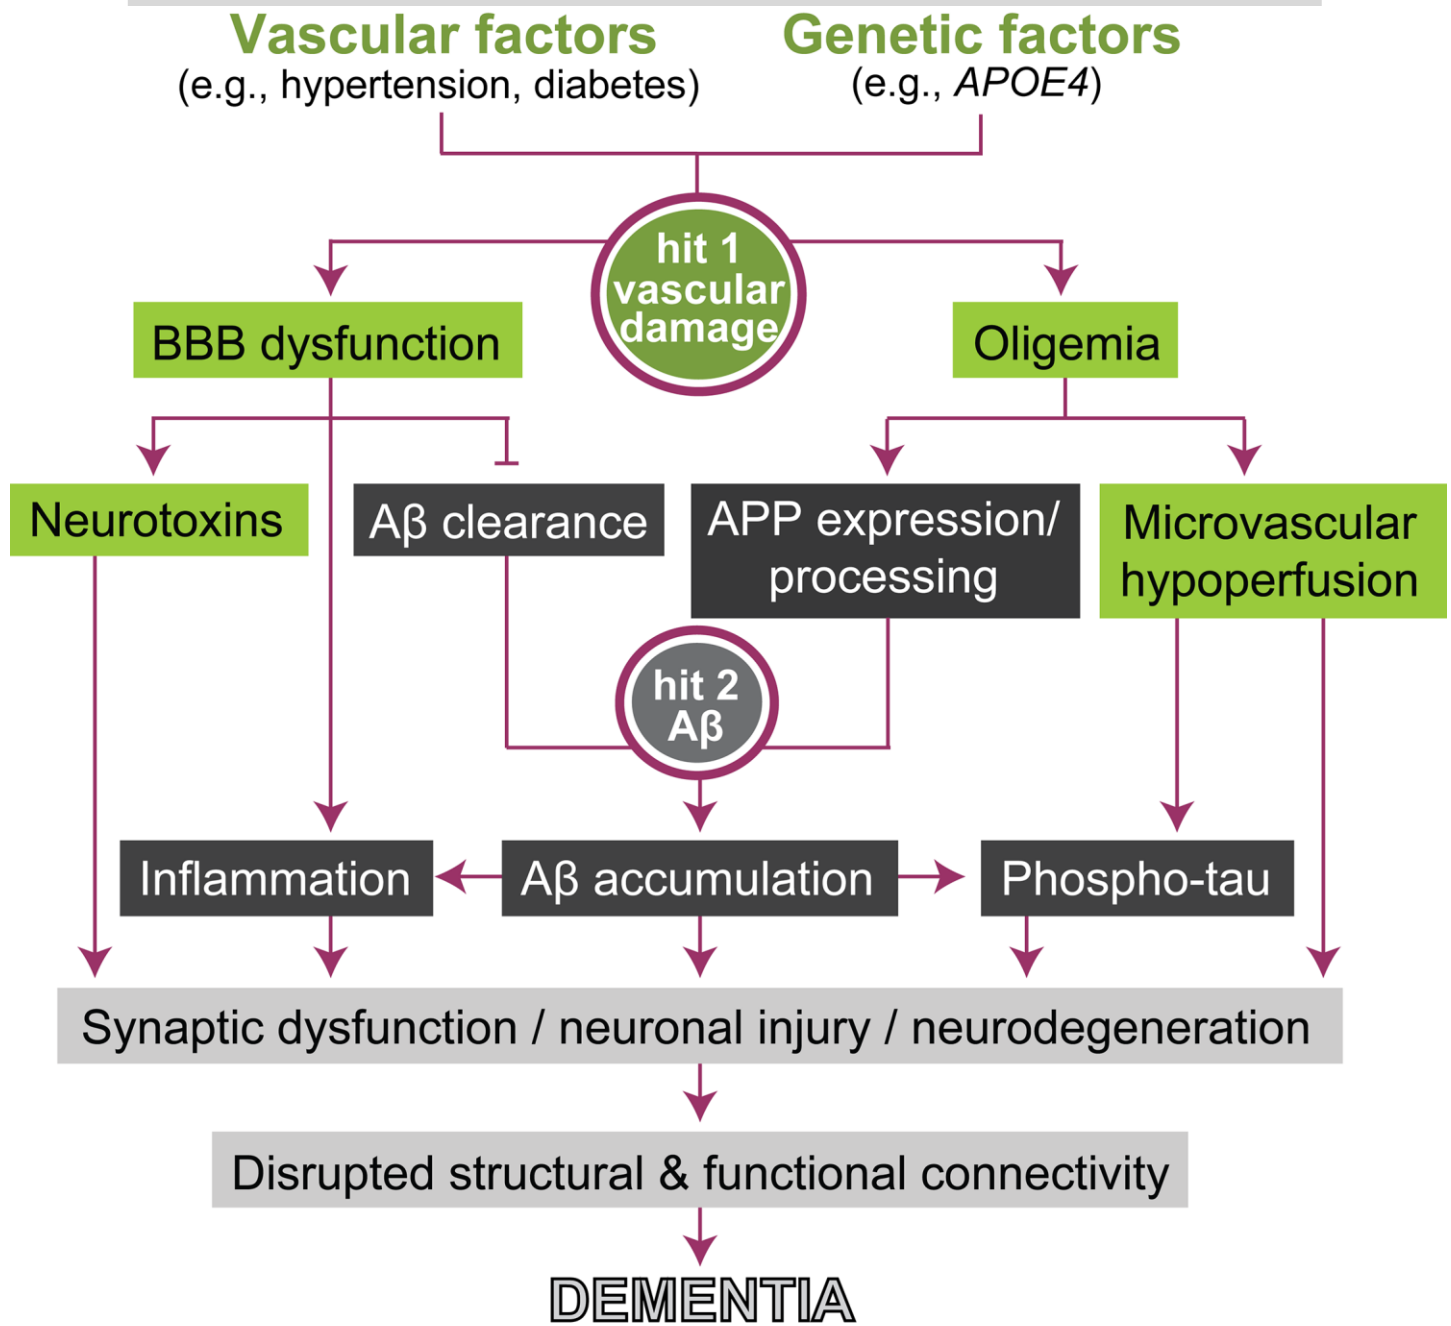 Vascular factors
(e.g., hypertension, diabetes)
Genetic factors
(e.g., APOE4)
hit 1
vascular
damage
BBB dysfunction
Oligemia
Neurotoxins
Aβ clearance
APP expression/
processing
Microvascular
hypoperfusion
hit 2
Aβ
Inflammation
Aβ accumulation
Phospho-tau
Synaptic dysfunction / neuronal injury / neurodegeneration
Disrupted structural & functional connectivity
DEMENTIA